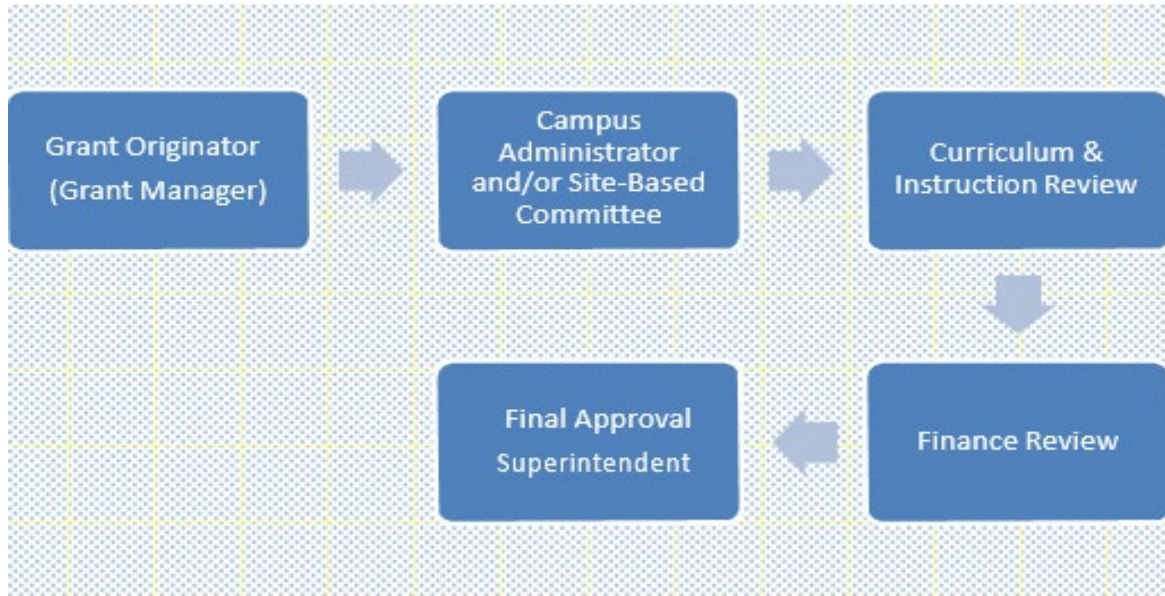 Grant Originator
(Grant Manager)
Campus
Administrator
and/or Site-Based
Committee
Curriculum &
Instruction Review
Finance Review
Final Approval
Superintendent